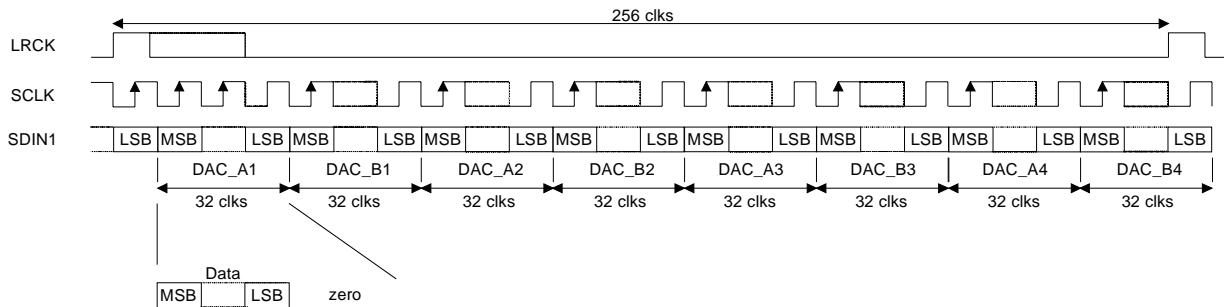 256 clks
LRCK
SCLK
SDIN1
LSB MSB LSB MSB LSB MSB LSB MSB LSB MSB LSB MSB LSB MSB LSB MSB LSB
DAC_A1 DAC_B1 DAC_A2 DAC_B2 DAC_A3 DAC_B3 DAC_A4 DAC_B4
32 clks 32 clks 32 clks 32 clks 32 clks 32 clks 32 clks 32 clks
Data
MSB LSB zero